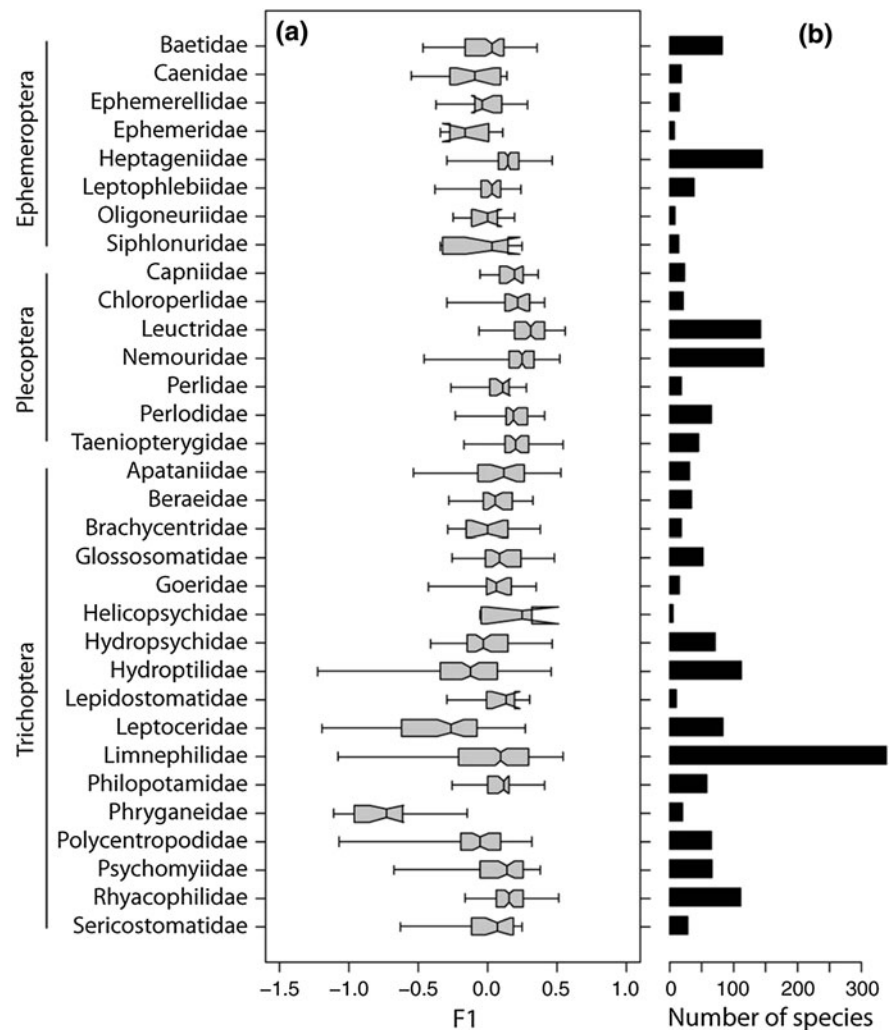 (a)
(b)
Ephemeroptera
Baetidae
Caenidae
Ephemerellidae
Ephemeridae
Heptageniidae
Leptophlebiidae
Oligoneuriidae
Siphlonuridae
Plecoptera
Capniidae
Chloroperlidae
Leuctridae
Nemouridae
Perlidae
Perlodidae
Taeniopterygidae
Trichoptera
Apataniidae
Beraeidae
Brachycentridae
Glossosomatidae
Goeridae
Helicopsychidae
Hydropsychidae
Hydroptilidae
Lepidostomatidae
Leptoceridae
Limnephilidae
Philopotamidae
Phryganeidae
Polycentropodidae
Psychomyiidae
Rhyacophilidae
Sericostomatidae
−1.5 −1.0 −0.5 0.0 0.5 1.0
F1
0 100 200 300
Number of species